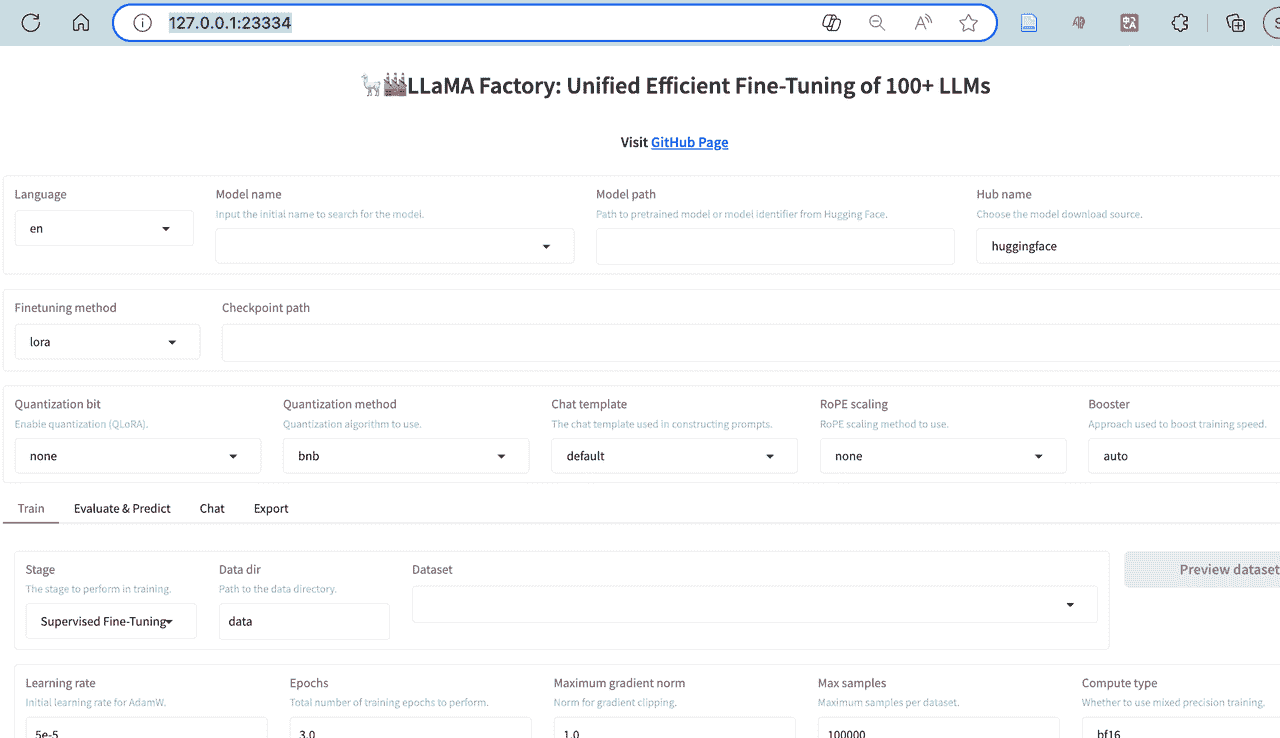 127.0.0.1:23334
LLaMA Factory: Unified Efficient Fine-Tuning of 100+ LLMs
Visit GitHub Page
Language
en
Model name
Input the initial name to search for the model.
Model path
Path to pretrained model or model identifier from Hugging Face.
Hub name
Choose the model download source.
huggingface
Finetuning method
lora
Checkpoint path
Quantization bit
Enable quantization (QLoRA).
none
Quantization method
Quantization algorithm to use.
bnb
Chat template
The chat template used in constructing prompts.
default
RoPE scaling
RoPE scaling method to use.
none
Booster
Approach used to boost training speed.
auto
Train Evaluate & Predict Chat Export
Stage
The stage to perform in training.
Supervised Fine-Tuning
Data dir
Path to the data directory.
data
Dataset
Preview dataset
Learning rate
Initial learning rate for AdamW.
5e-5
Epochs
Total number of training epochs to perform.
3.0
Maximum gradient norm
Norm for gradient clipping.
1.0
Max samples
Maximum samples per dataset.
100000
Compute type
Whether to use mixed precision training.
bf16